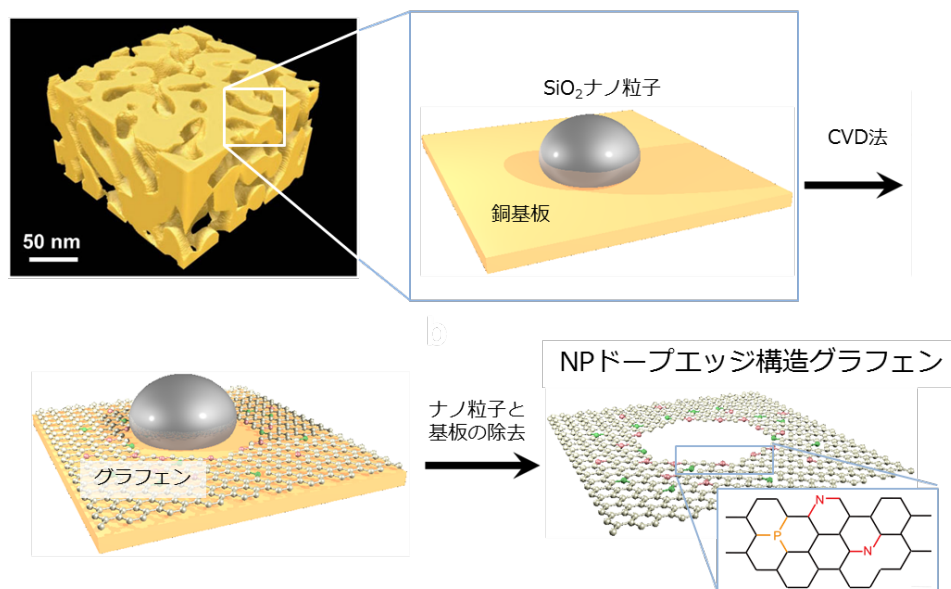 SiO₂ナノ粒子
CVD法
銅基板
50 nm
b
NPドープエッジ構造グラフェン
ナノ粒子と
基板の除去
グラフェン
N
P
N